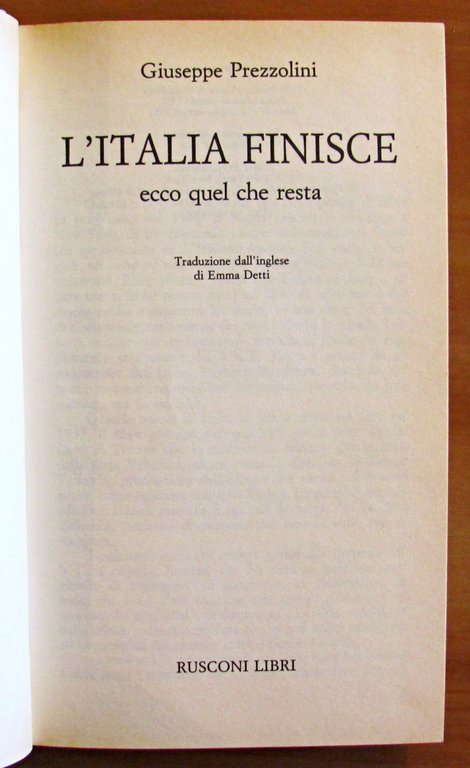 Giuseppe Prezzolini
L'ITALIA FINISCE
ecco quel che resta
Traduzione dall'inglese
di Emma Detti
RUSCONI LIBRI